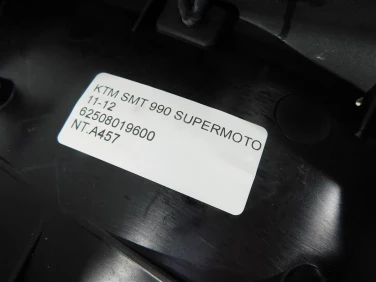 KTM SMT 990 SUPERMOTO
11-12
62508019600
NT.A457